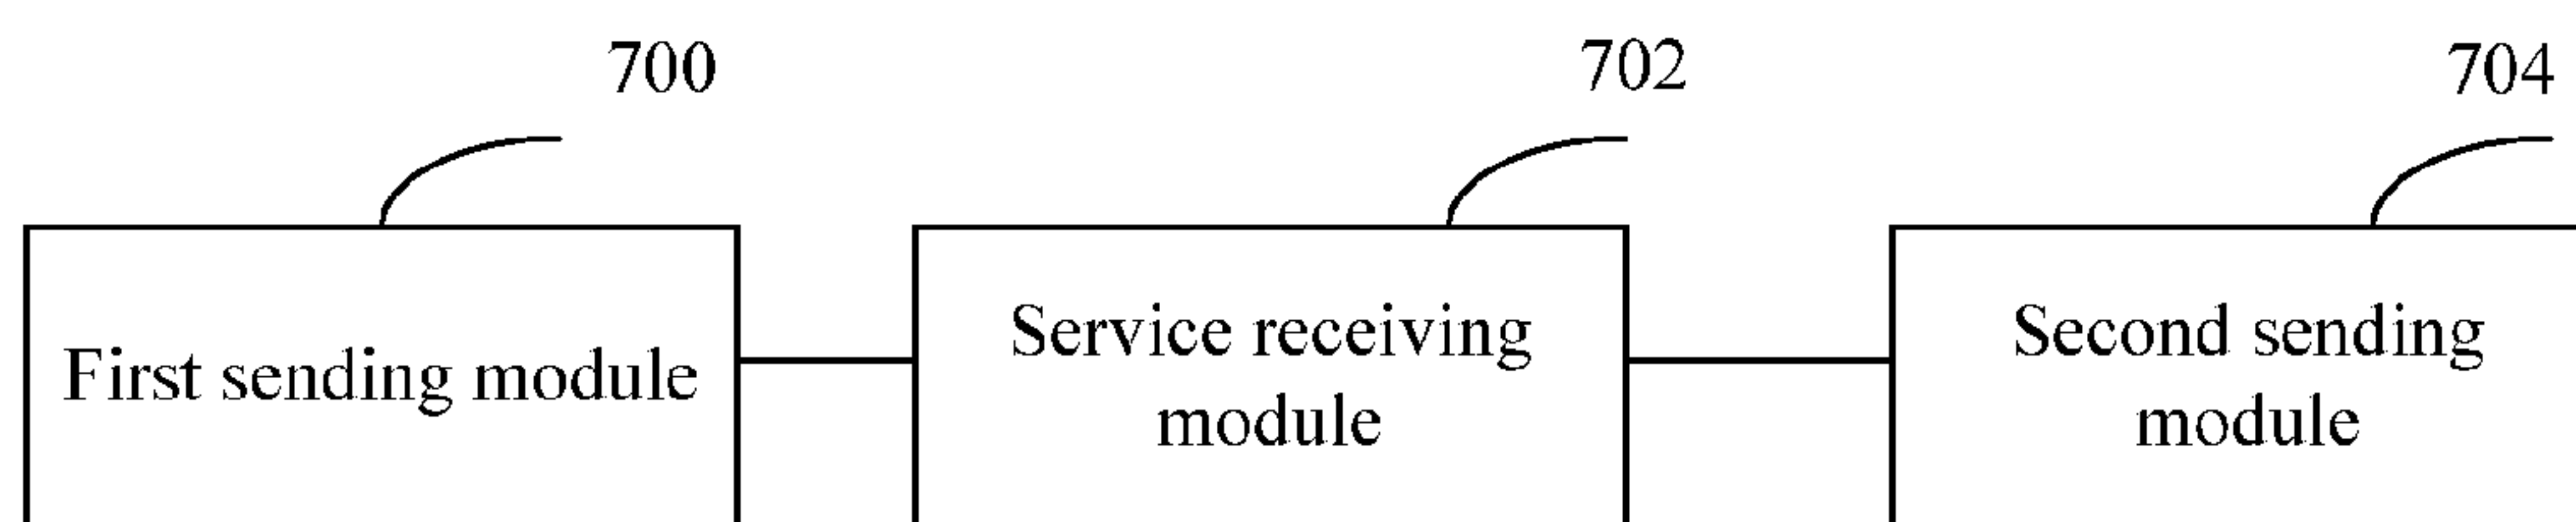 700
702
704
First sending module
Service receiving
module
Second sending
module